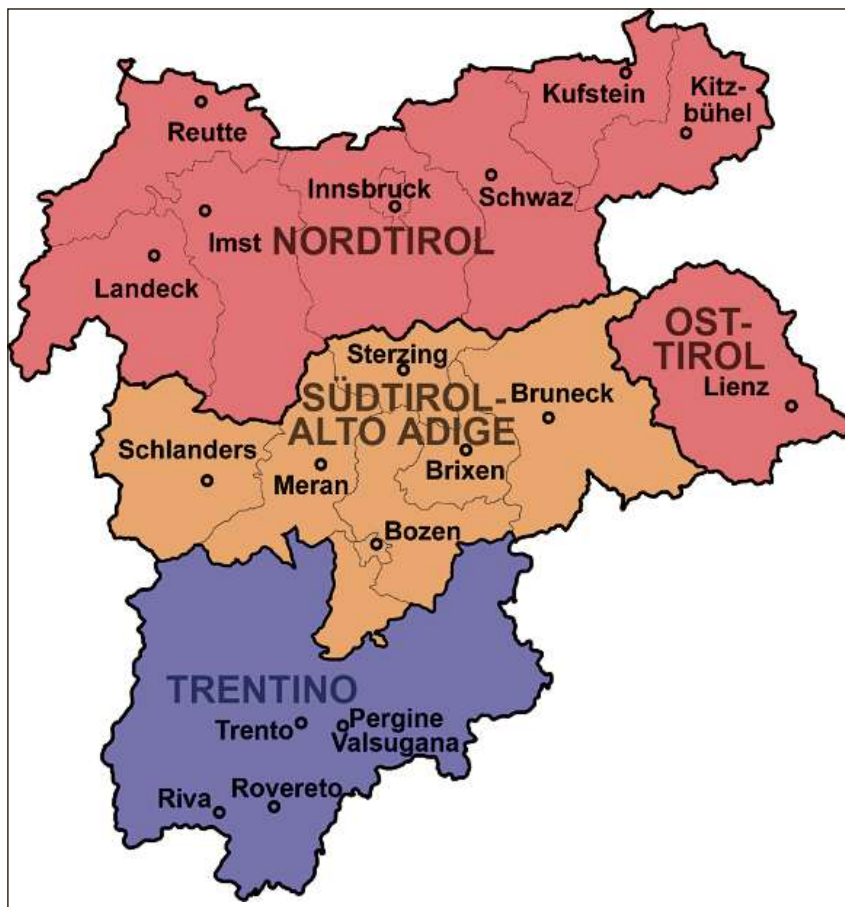 Kufstein
Kitz-
bühel
Reutte
Innsbruck
Schwaz
Imst
NORDTIROL
Landeck
OST-
TIROL
Lienz
Sterzing
SÜDTIROL-
ALTO ADIGE
Bruneck
Schlanders
Meran
Brixen
Bozen
TRENTINO
Trento
Pergine
Valsugana
Riva
Rovereto